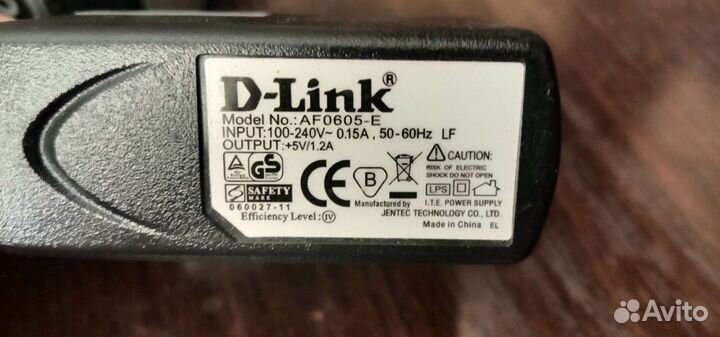 D-Link®
Model No.: AF0605-E
INPUT:100-240V~ 0.15A , 50-60Hz LF
OUTPUT:+5V/1.2A
GS
SAFETY
MARK
060027-11
Efficiency Level : IV
CE
B
CAUTION:
RISK OF ELECTRIC
SHOCK DO NOT OPEN
LPS
Manufactured by
I.T.E. POWER SUPPLY
JENTEC TECHNOLOGY CO., LTD.
Made in China EL
Avito